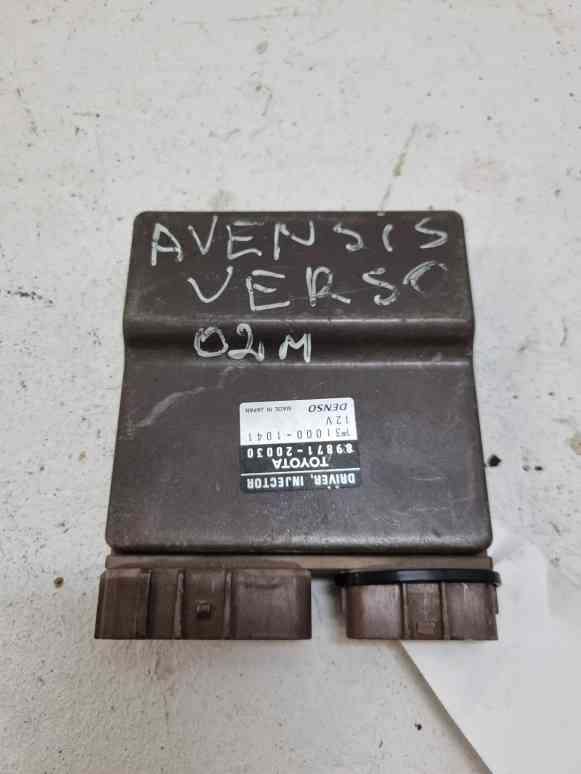 AVENSIS
VERSO
02M
DRIVER, INJECTOR
TOYOTA
89871-20030
131000-1041
12V
DENSO MADE IN JAPAN